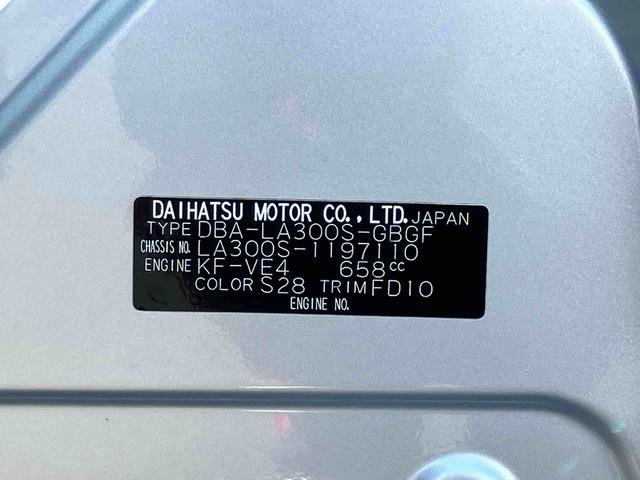 DAIHATSU MOTOR CO., LTD. JAPAN
TYPE DBA-LA300S-GBGF
CHASSIS NO. LA300S-1197110
ENGINE KF-VE4 658cc
COLOR S28 TRIM FD10
ENGINE NO.